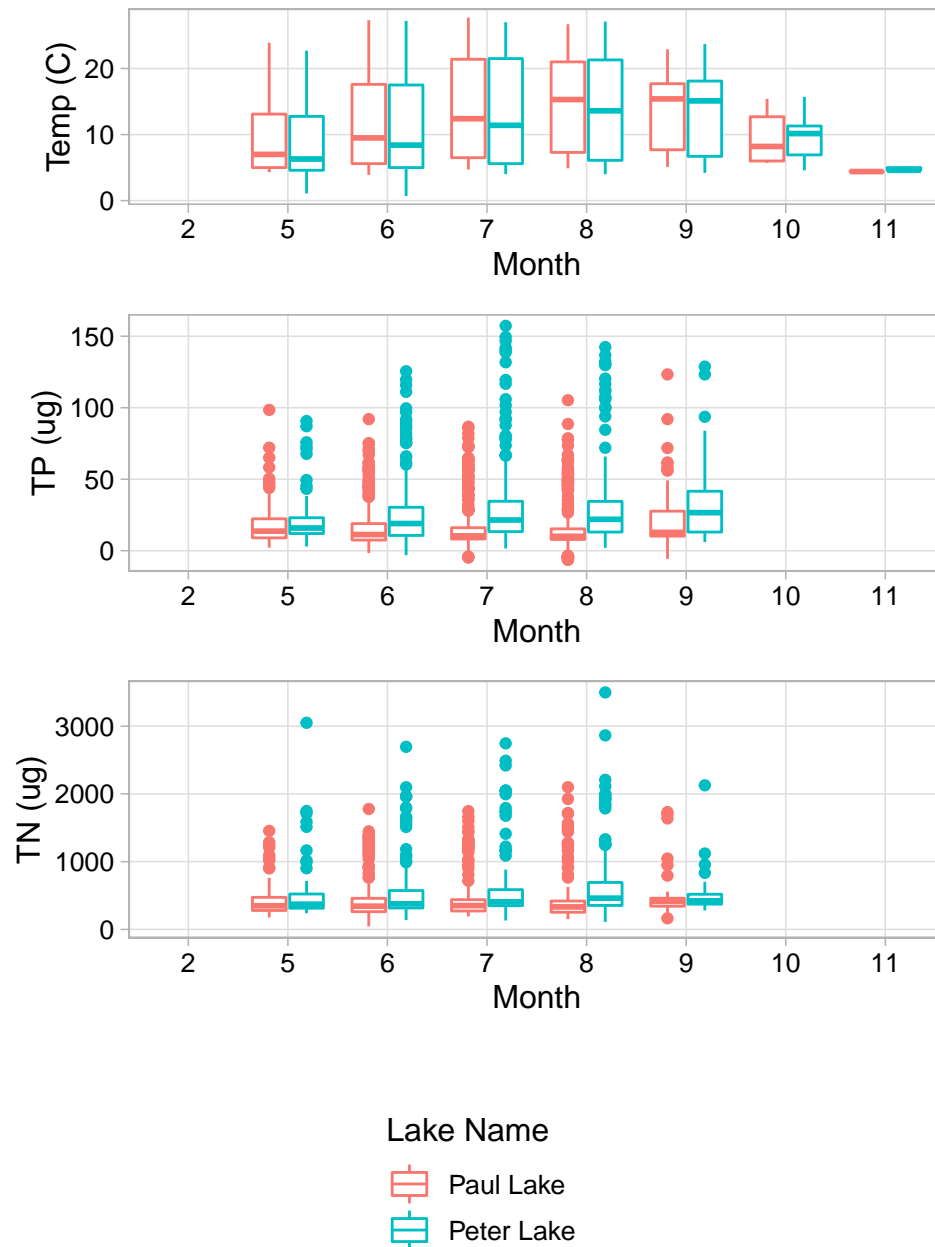 Temp (C)
20
10
0
2 5 6 7 8 9 10 11
Month
TP (ug)
150
100
50
0
2 5 6 7 8 9 10 11
Month
TN (ug)
3000
2000
1000
0
2 5 6 7 8 9 10 11
Month
Lake Name
Paul Lake
Peter Lake